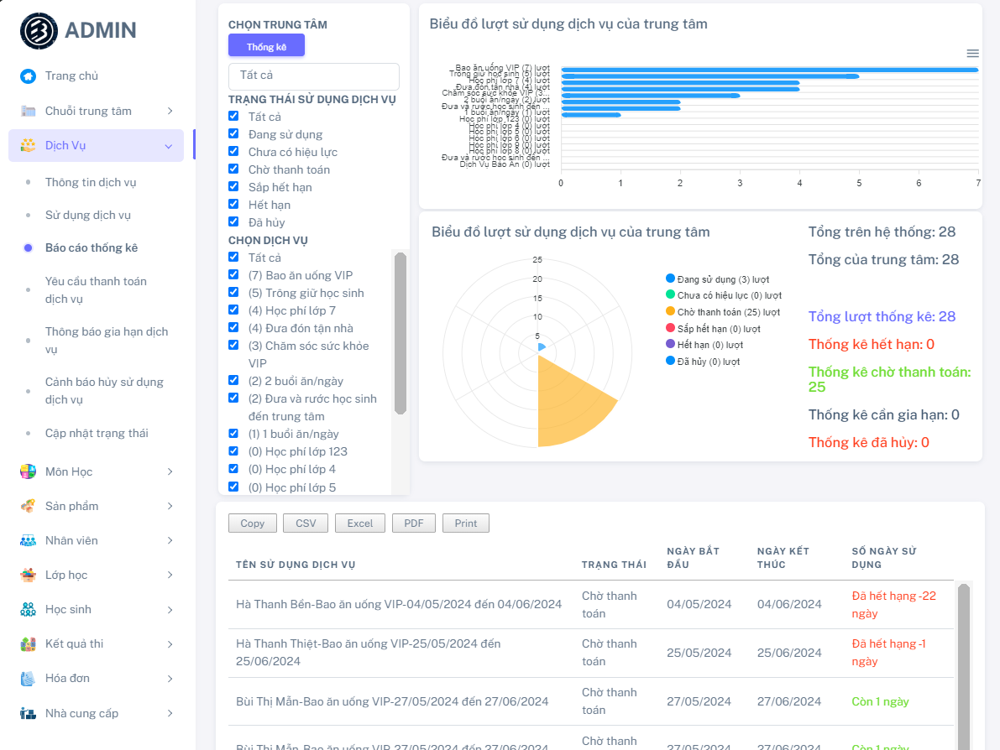 ADMIN
Trang chủ
Chuỗi trung tâm
Dịch Vụ
Thông tin dịch vụ
Sử dụng dịch vụ
Báo cáo thống kê
Yêu cầu thanh toán
dịch vụ
Thông báo gia hạn dịch
vụ
Cảnh báo hủy sử dụng
dịch vụ
Cập nhật trạng thái
Môn Học
Sản phẩm
Nhân viên
Lớp học
Học sinh
Kết quả thi
Hóa đơn
Nhà cung cấp
CHỌN TRUNG TÂM
Thống kê
Tất cả
TRẠNG THÁI SỬ DỤNG DỊCH VỤ
Tất cả
Đang sử dụng
Chưa có hiệu lực
Chờ thanh toán
Sắp hết hạn
Hết hạn
Đã hủy
CHỌN DỊCH VỤ
Tất cả
(7) Bao ăn uống VIP
(5) Trông giữ học sinh
(4) Học phí lớp 7
(4) Đưa đón tận nhà
(3) Chăm sóc sức khỏe
VIP
(2) 2 buổi ăn/ngày
(2) Đưa và rước học sinh
đến trung tâm
(1) 1 buổi ăn/ngày
(0) Học phí lớp 123
(0) Học phí lớp 4
(0) Học phí lớp 5
Biểu đồ lượt sử dụng dịch vụ của trung tâm
Bao ăn uống VIP (7) lượt
Trông giữ học sinh (5) lượt
Học phí lớp 7 (4) lượt
Đưa đón tận nhà (4) lượt
Chăm sóc sức khỏe VIP (3...
2 buổi ăn/ngày (2) lượt
Đưa và rước học sinh đến ...
1 buổi ăn/ngày (1) lượt
Học phí lớp 123 (0) lượt
Học phí lớp 4 (0) lượt
Học phí lớp 5 (0) lượt
Học phí lớp 6 (0) lượt
Học phí lớp 9 (0) lượt
Học phí lớp 8 (0) lượt
Đưa và rước học sinh đến ...
Dịch Vụ Bao Ăn (0) lượt
0 1 2 3 4 5 6 7
Biểu đồ lượt sử dụng dịch vụ của trung tâm
25
20
15
10
5
Đang sử dụng (3) lượt
Chưa có hiệu lực (0) lượt
Chờ thanh toán (25) lượt
Sắp hết hạn (0) lượt
Hết hạn (0) lượt
Đã hủy (0) lượt
Tổng trên hệ thống: 28
Tổng của trung tâm: 28
Tổng lượt thống kê: 28
Thống kê hết hạn: 0
Thống kê chờ thanh toán:
25
Thống kê cần gia hạn: 0
Thống kê đã hủy: 0
Copy CSV Excel PDF Print
TÊN SỬ DỤNG DỊCH VỤ TRẠNG THÁI NGÀY BẮT ĐẦU NGÀY KẾT THÚC SỐ NGÀY SỬ DỤNG
Hà Thanh Bền-Bao ăn uống VIP-04/05/2024 đến 04/06/2024 Chờ thanh toán 04/05/2024 04/06/2024 Đã hết hạng -22 ngày
Hà Thanh Thiệt-Bao ăn uống VIP-25/05/2024 đến 25/06/2024 Chờ thanh toán 25/05/2024 25/06/2024 Đã hết hạng -1 ngày
Bùi Thị Mẫn-Bao ăn uống VIP-27/05/2024 đến 27/06/2024 Chờ thanh toán 27/05/2024 27/06/2024 Còn 1 ngày
Bùi Thị Mẫn-Bao ăn uống VIP-27/05/2024 đến 27/06/2024 Chờ thanh 27/05/2024 27/06/2024 Còn 1 ngày